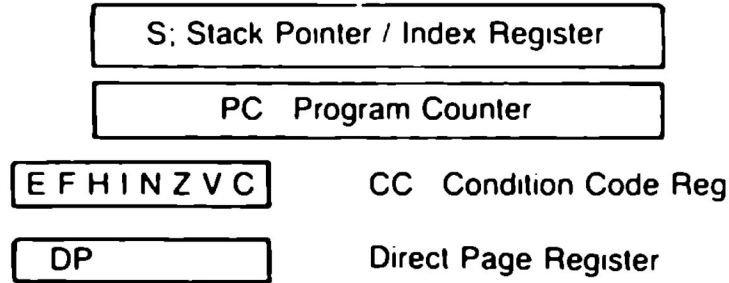 S; Stack Pointer / Index Register
PC Program Counter
E F H I N Z V C CC Condition Code Reg
DP Direct Page Register